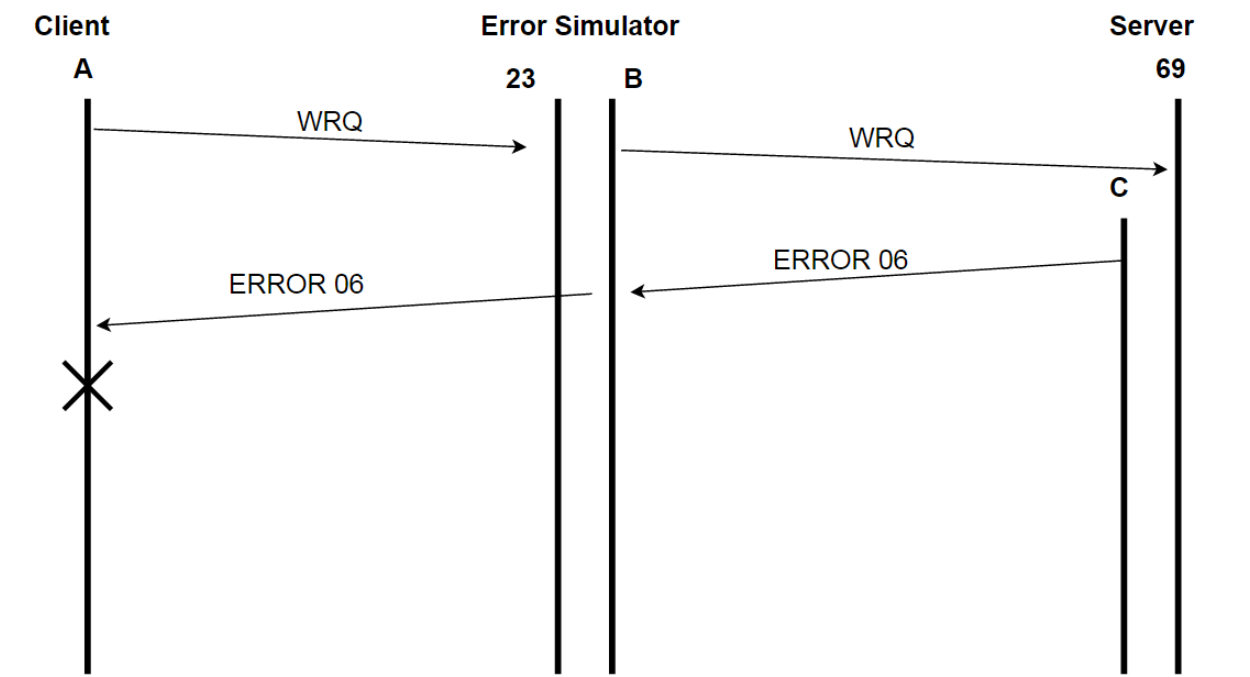 Client
Error Simulator
Server
A
23
B
69
WRQ
WRQ
C
ERROR 06
ERROR 06